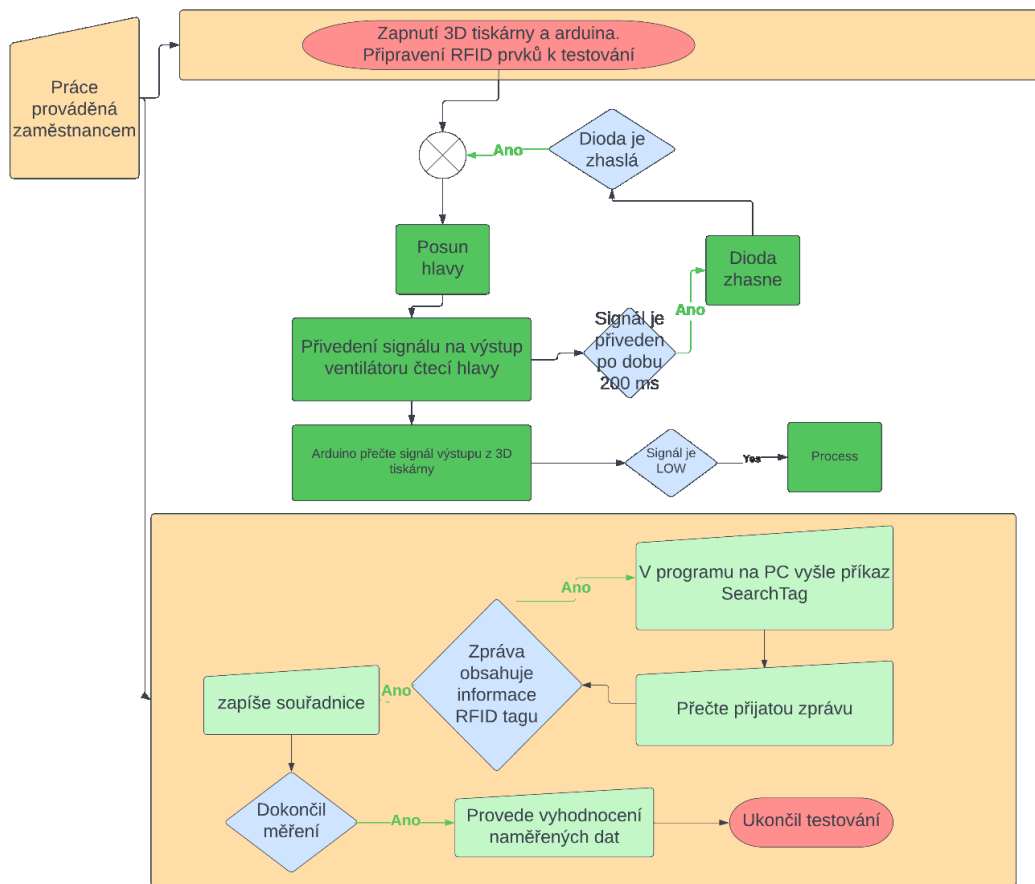 Zapnutí 3D tiskárny a arduina.
Připravení RFID prvků k testování
Práce
prováděná
zaměstnancem
Dioda je
zhaslá
Ano
Posun
hlavy
Dioda
zhasne
Ano
Signál je
přiveden
po dobu
200 ms
Přivedení signálu na výstup
ventilátoru čtecí hlavy
Arduino přečte signál výstupu z 3D
tiskárny
Signál je
LOW
Yes
Process
V programu na PC vyšle příkaz
SearchTag
Ano
Zpráva
obsahuje
informace
RFID tagu
Ano
zapíše souřadnice
Přečte přijatou zprávu
Dokončil
měření
Ano
Provede vyhodnocení
naměřených dat
Ukončil testování